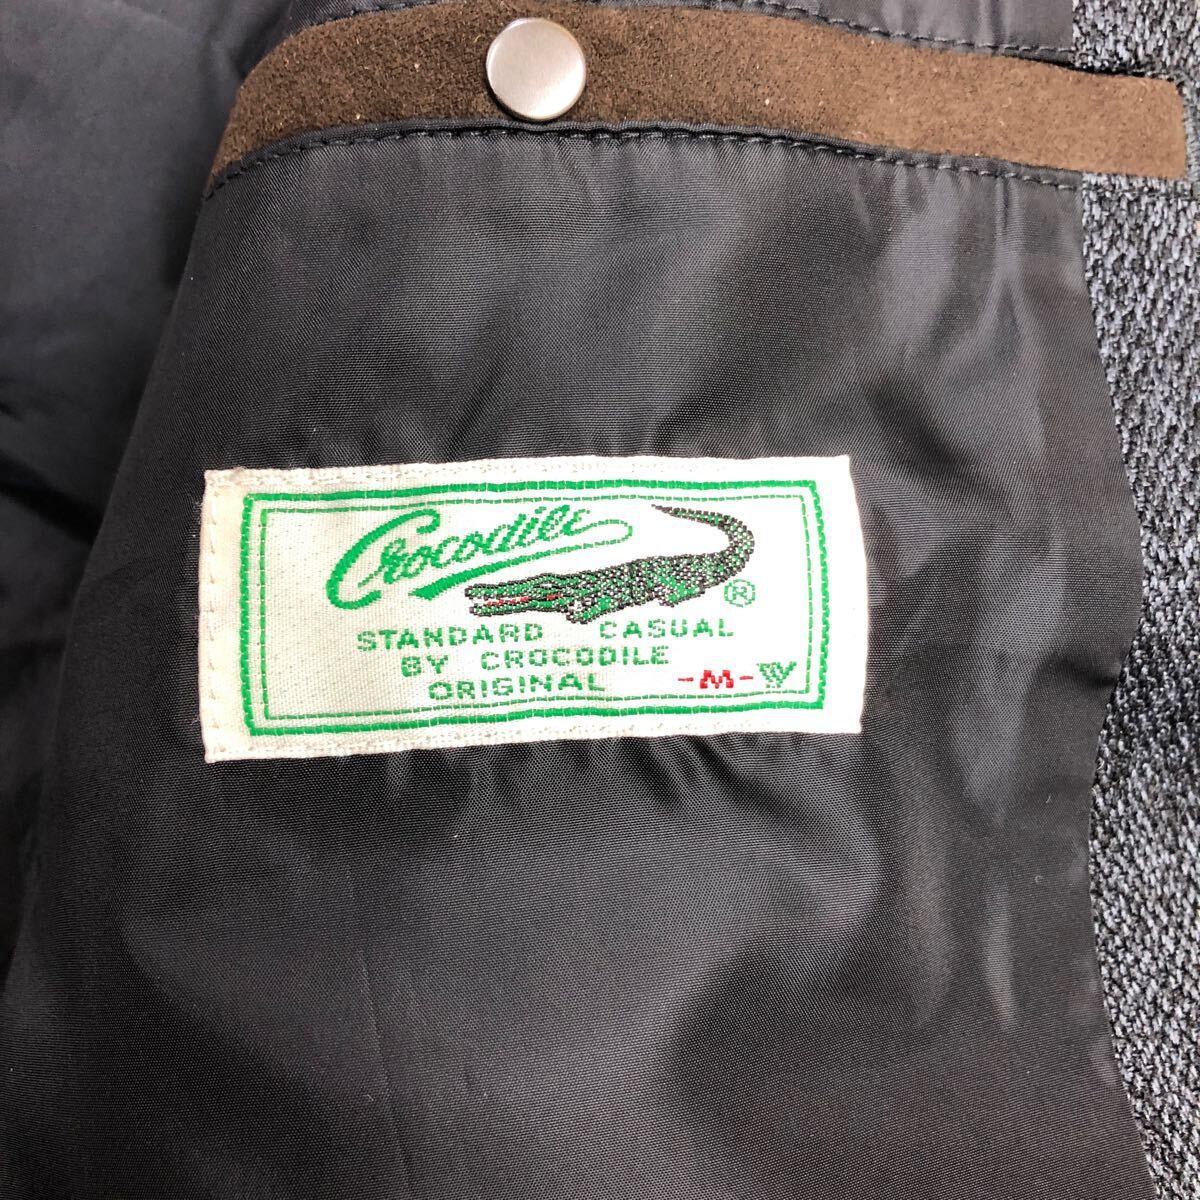 Crocodile
®
STANDARD CASUAL
BY CROCODILE
ORIGINAL -M-